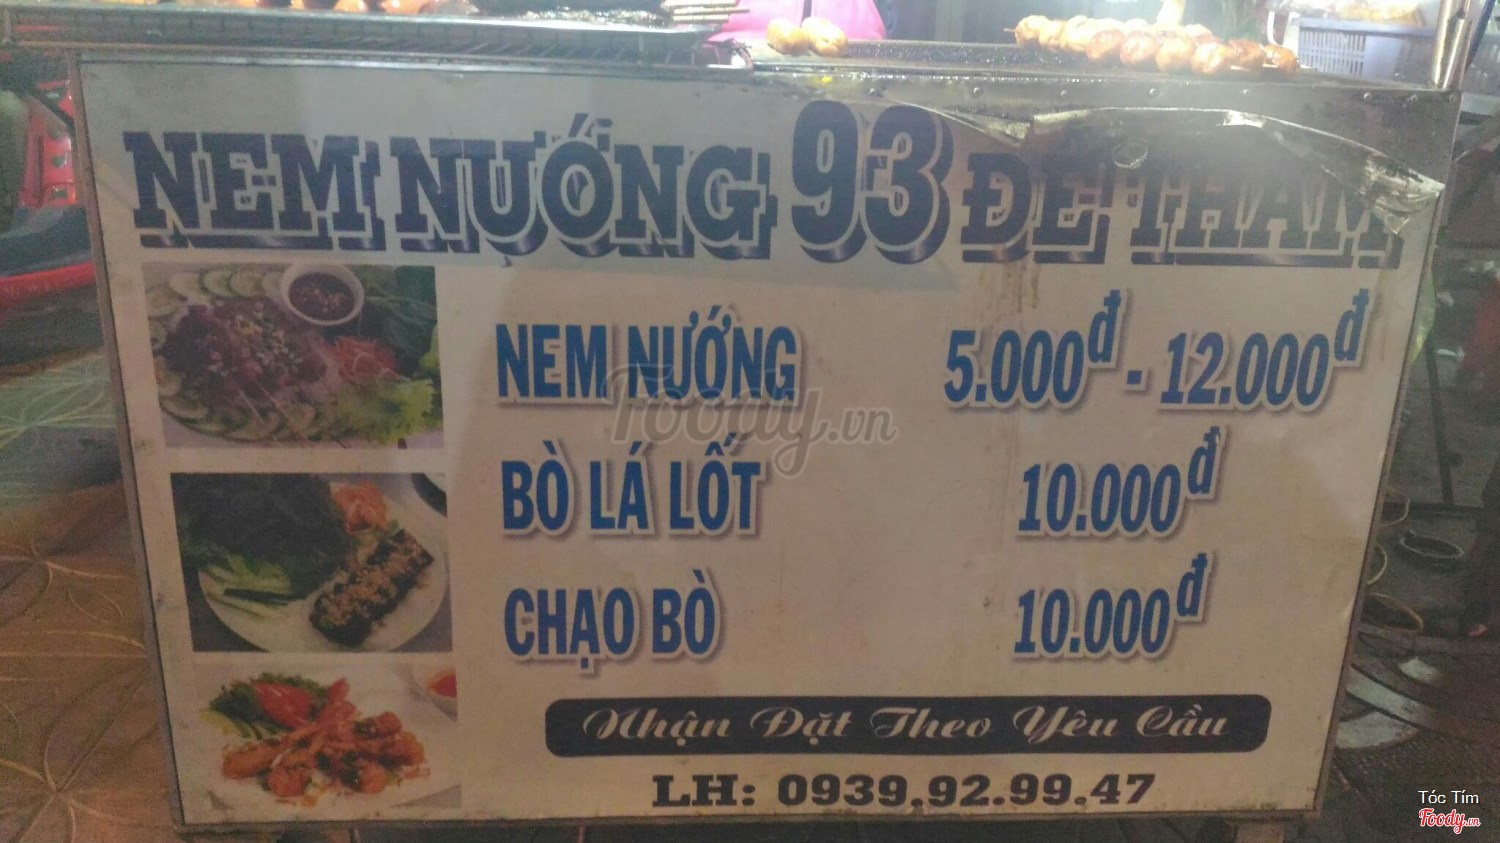 NEM NƯỚNG 93 ĐỀ THÁM
NEM NƯỚNG 5.000đ - 12.000đ
BÒ LÁ LỐT 10.000đ
CHẠO BÒ 10.000đ
Nhận Đặt Theo Yêu Cầu
LH: 0939.92.99.47
Foody.vn
Tóc Tím
Foody.vn